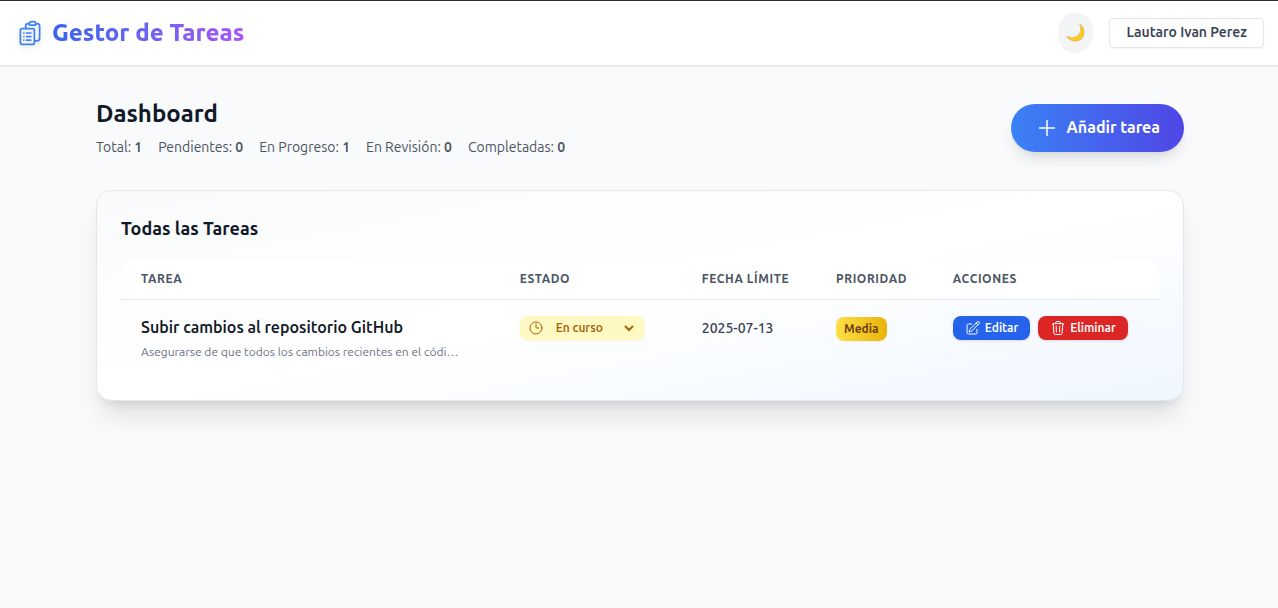 Gestor de Tareas
Lautaro Ivan Perez
Dashboard
Añadir tarea
Total: 1 Pendientes: 0 En Progreso: 1 En Revisión: 0 Completadas: 0
Todas las Tareas
TAREA ESTADO FECHA LÍMITE PRIORIDAD ACCIONES
Subir cambios al repositorio GitHub En curso 2025-07-13 Media Editar Eliminar
Asegurarse de que todos los cambios recientes en el códi...